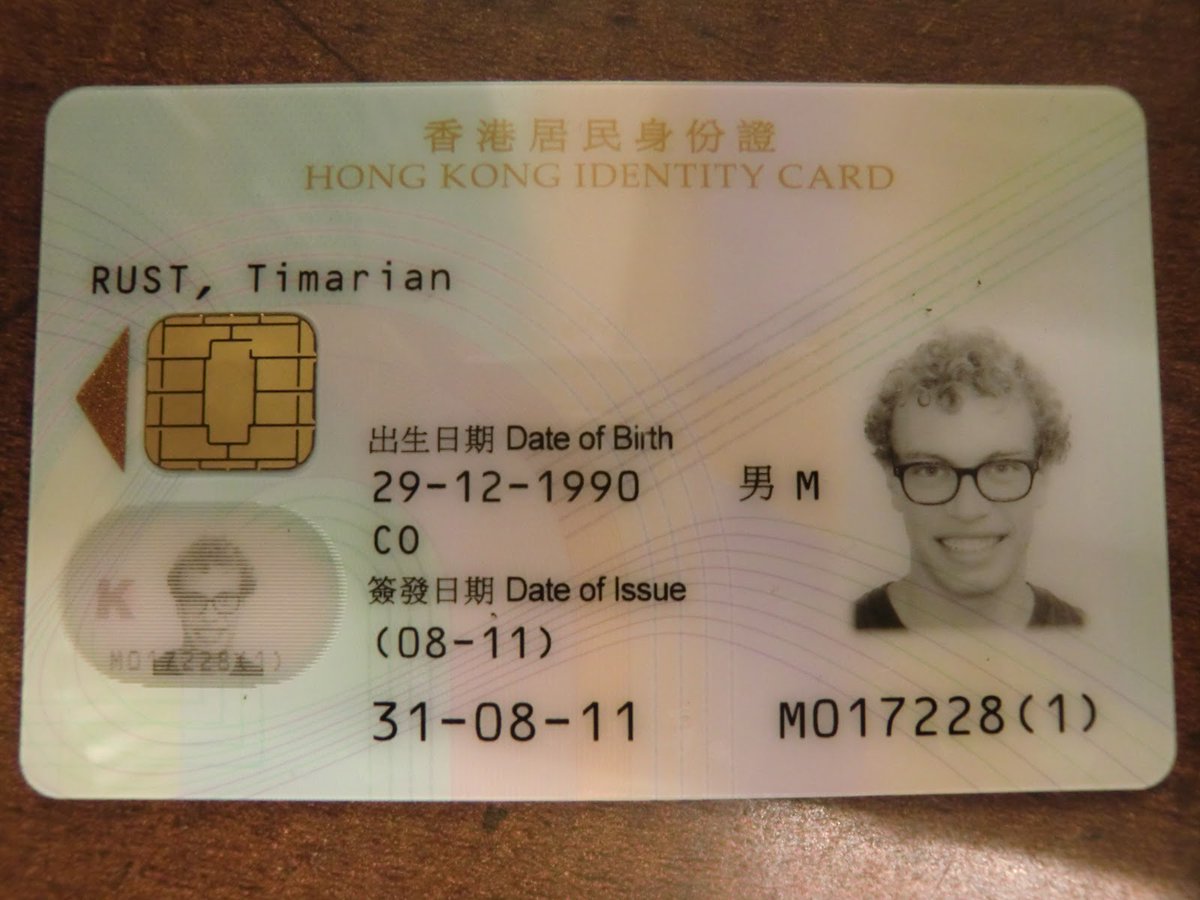 香港居民身份證
HONG KONG IDENTITY CARD
RUST, Timarian
出生日期 Date of Birth
29-12-1990
男 M
CO
簽發日期 Date of Issue
(08-11)
31-08-11
M017228(1)
K
M017228(1)